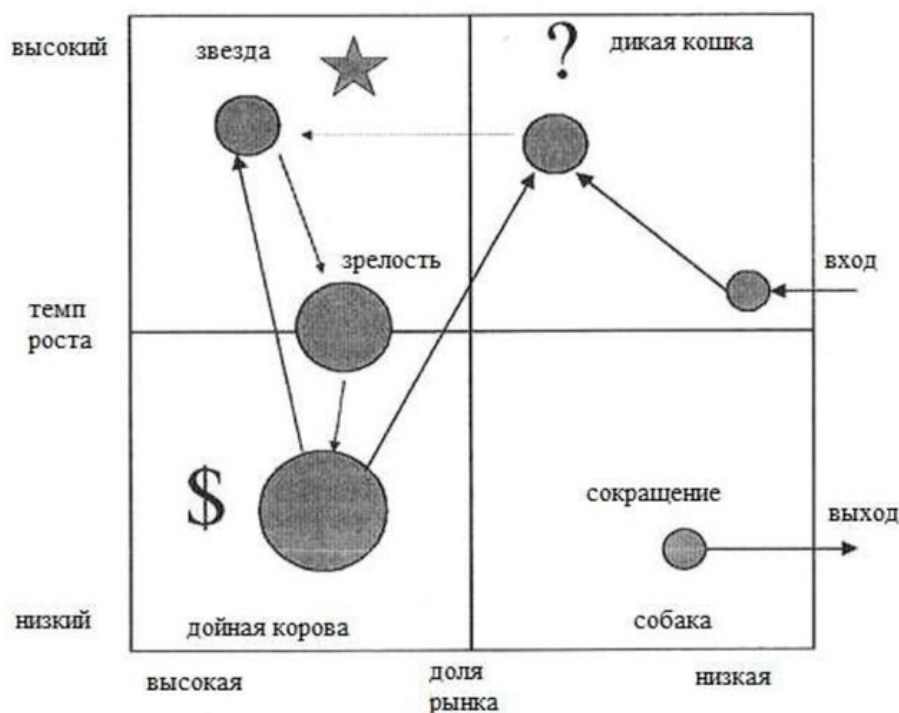 высокий
звезда
?
дикая кошка
зрелость
вход
темп
роста
$
сокращение
выход
низкий
дойная корова
собака
высокая
доля
рынка
низкая